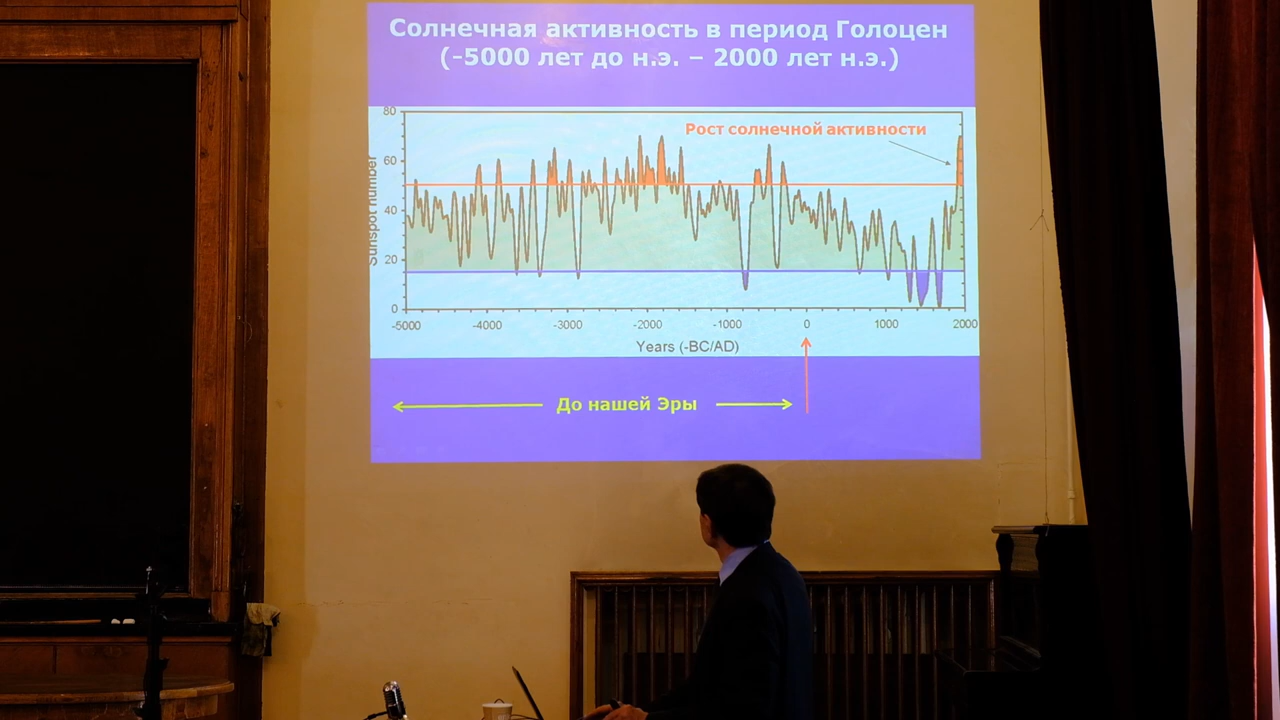 Солнечная активность в период Голоцен
(-5000 лет до н.э. – 2000 лет н.э.)
80
Рост солнечной активности
60
Sunspot number
40
20
0
-5000 -4000 -3000 -2000 -1000 0 1000 2000
Years (-BC/AD)
До нашей Эры